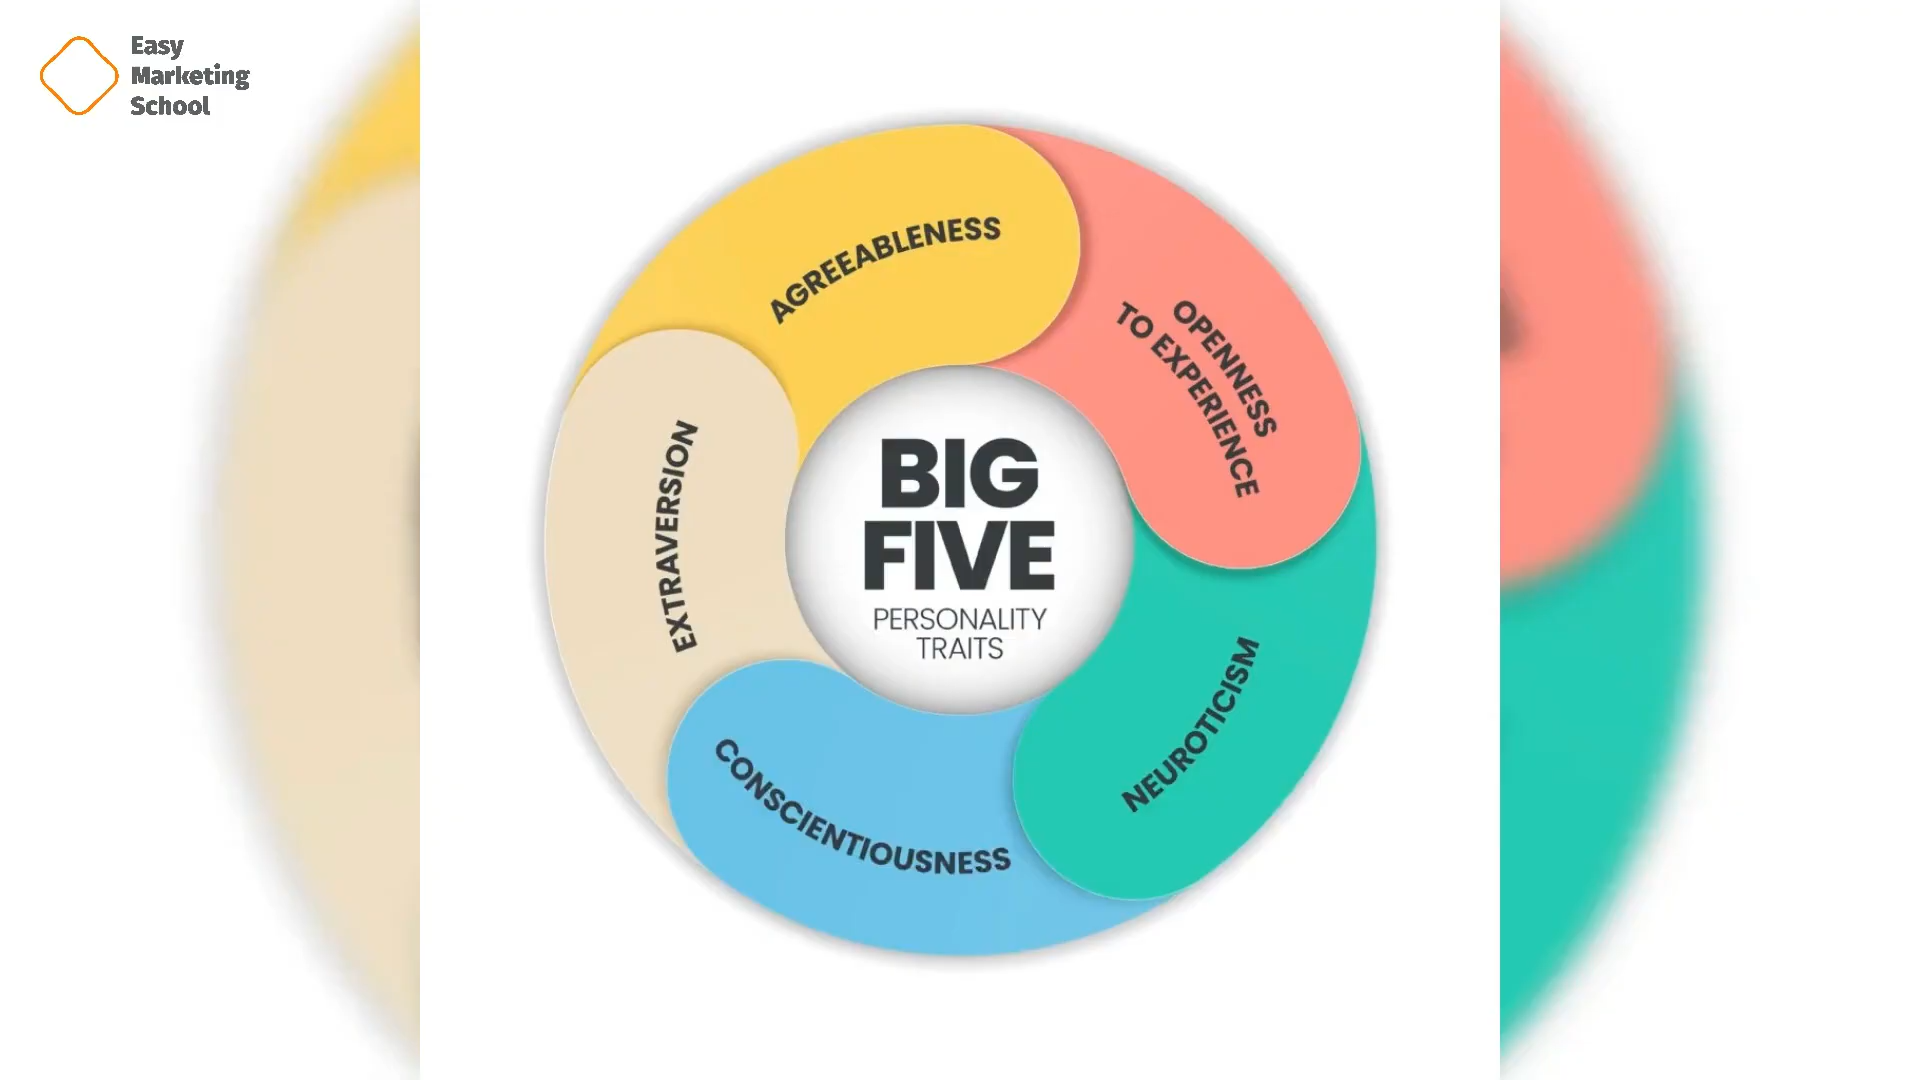 Easy
Marketing
School
AGREEABLENESS
OPENNESS
TO EXPERIENCE
EXTRAVERSION
BIG
FIVE
PERSONALITY
TRAITS
NEUROTICISM
CONSCIENTIOUSNESS